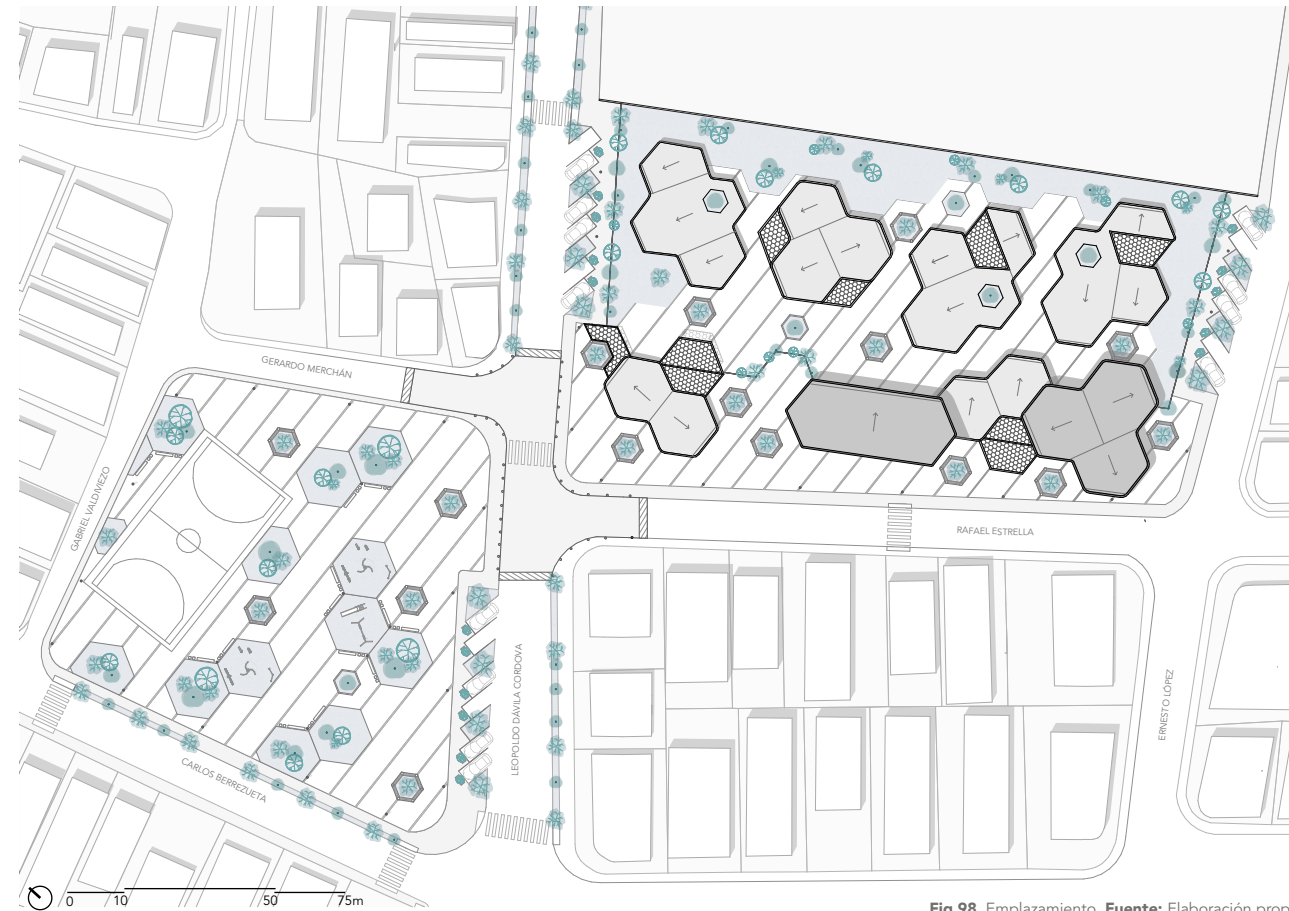 GERARDO MERCHÁN
GABRIEL VALDIVIEZO
RAFAEL ESTRELLA
LEOPOLDO DÁVILA CORDOVA
ERNESTO LÓPEZ
CARLOS BERREZUETA
0 10 50 75m
Fig 98. Emplazamiento. Fuente: Elaboración prop